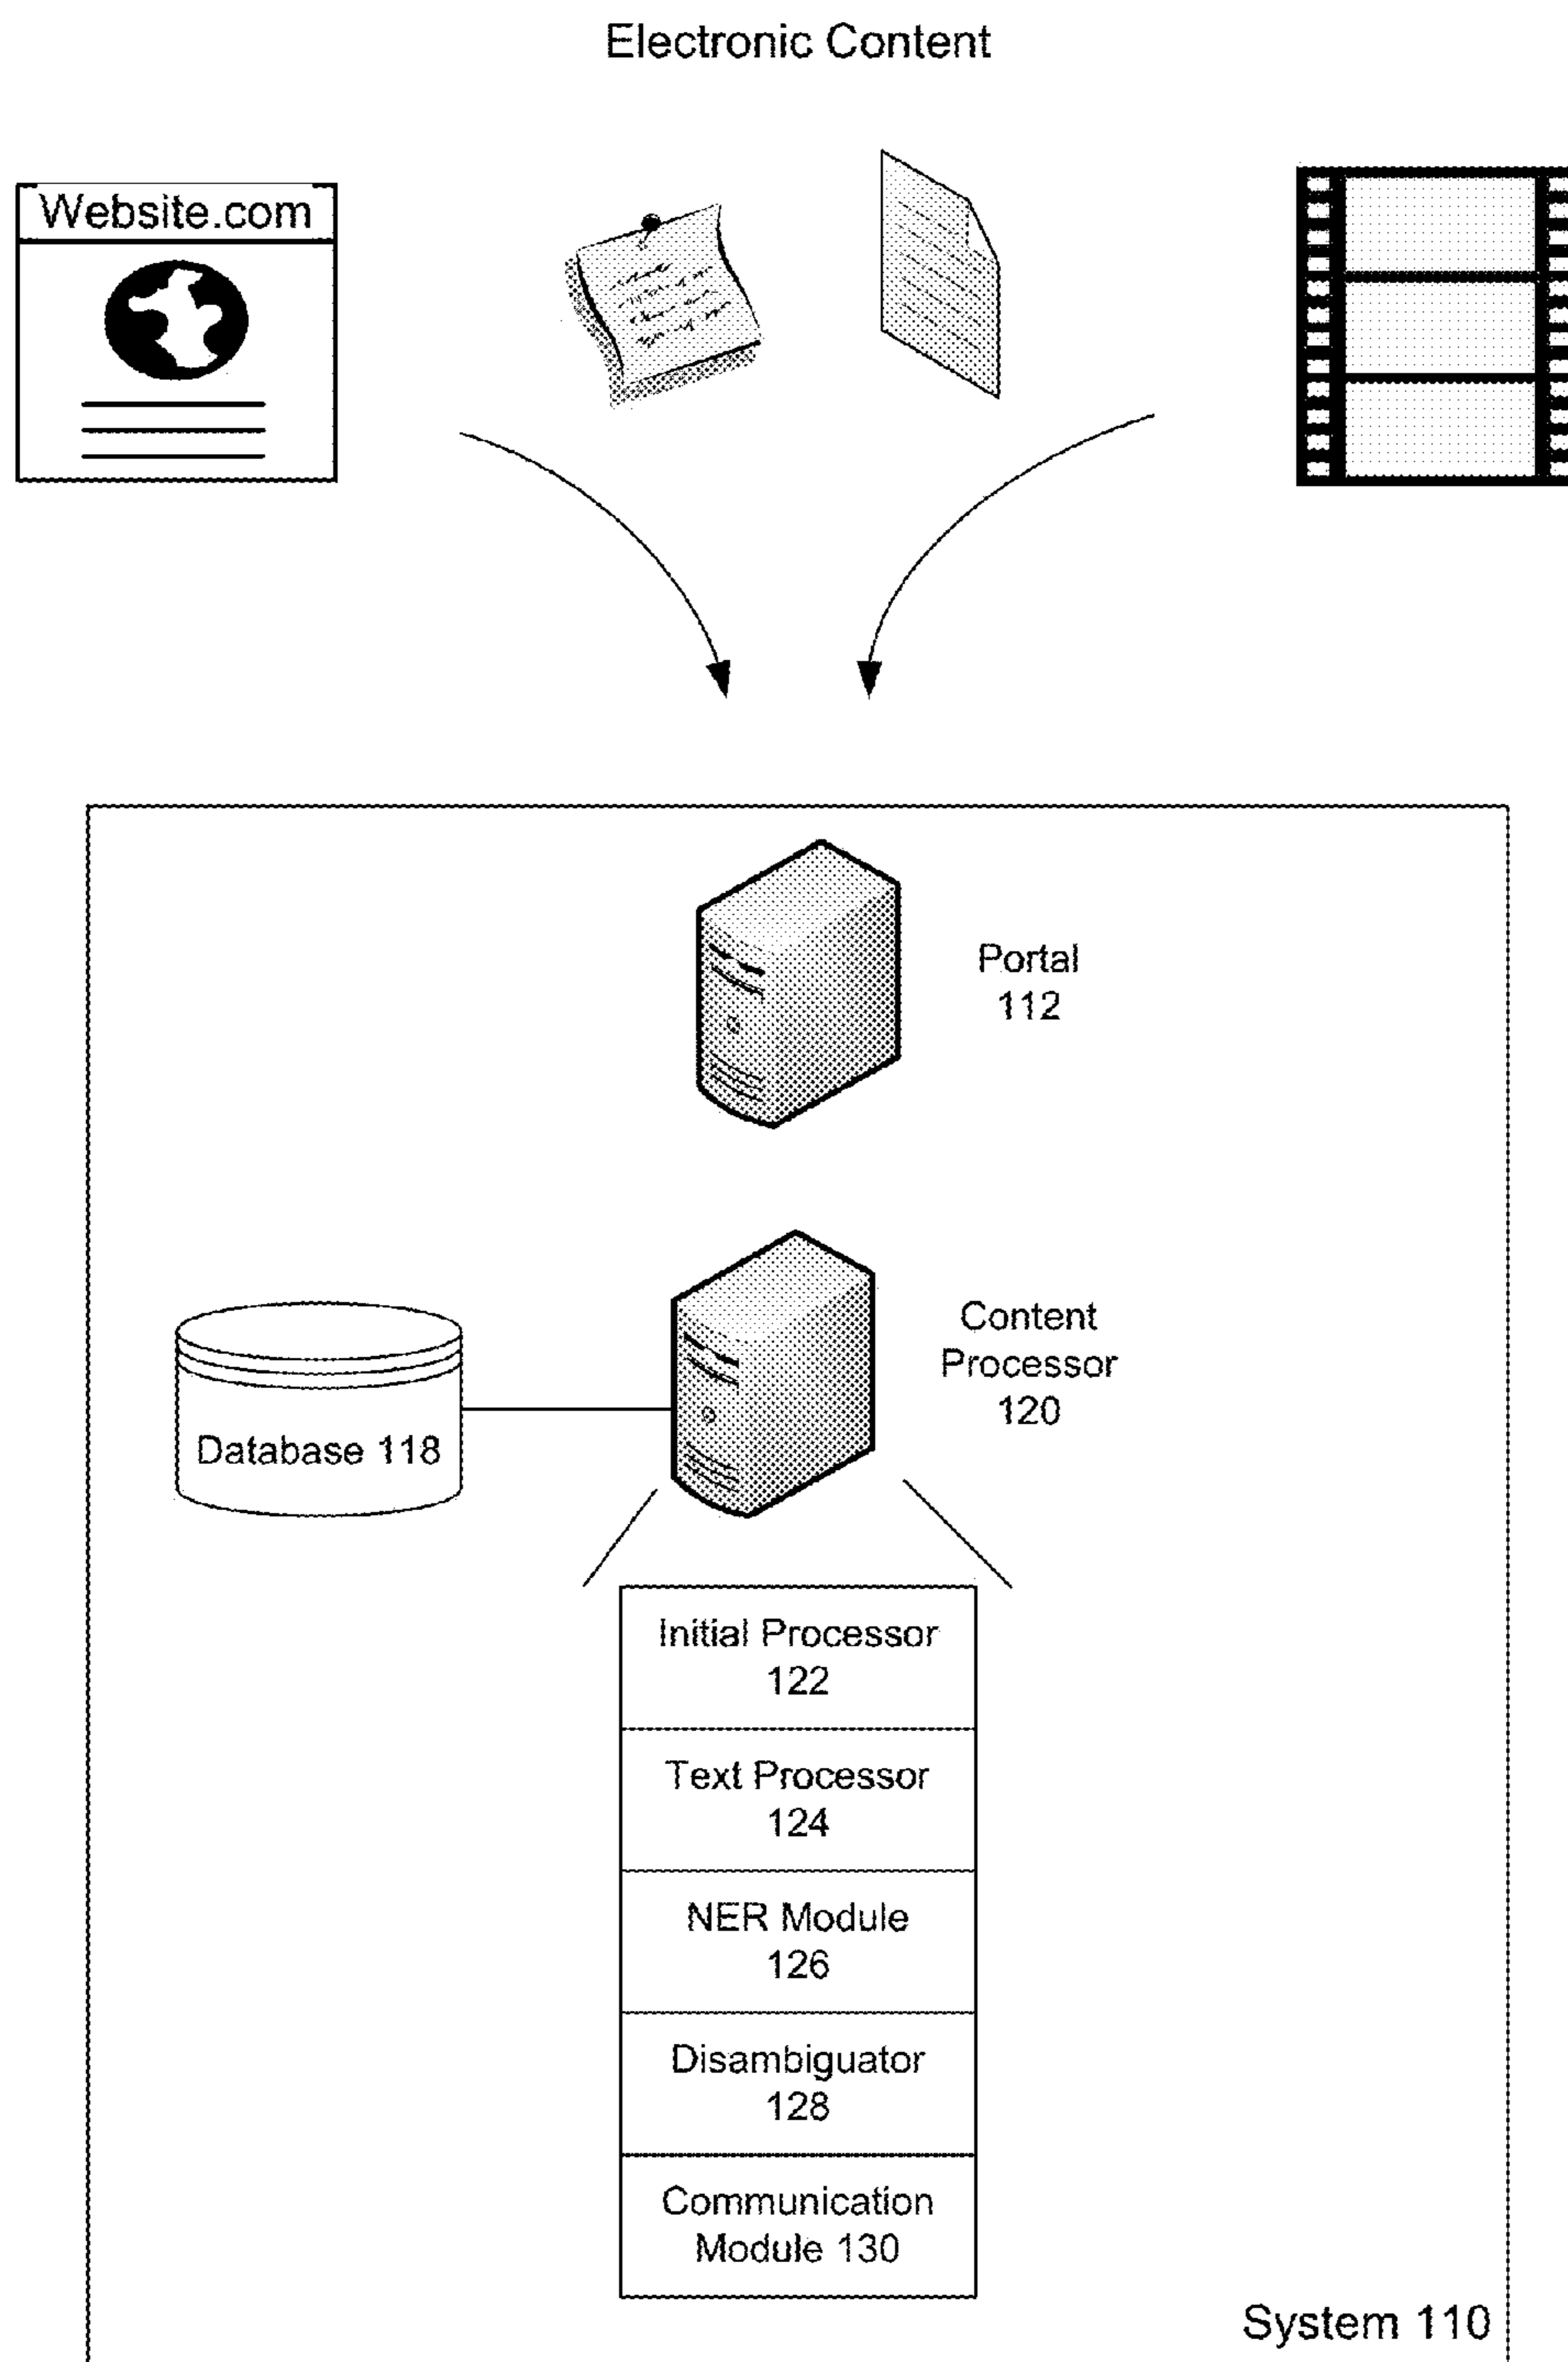 Electronic Content
Website.com
Portal
112
Content
Processor
120
Database 118
Initial Processor
122
Text Processor
124
NER Module
126
Disambiguator
128
Communication
Module 130
System 110